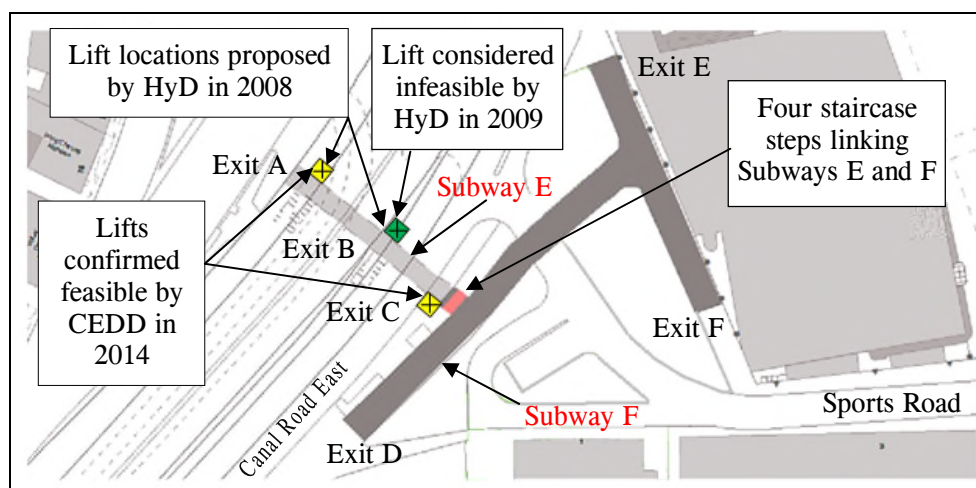 Lift locations proposed
by HyD in 2008
Lift considered
infeasible by
HyD in 2009
Exit E
Four staircase
steps linking
Subways E and F
Exit A
Subway E
Lifts
confirmed
feasible by
CEDD in
2014
Exit B
Exit C
Exit F
Canal Road East
Subway F
Sports Road
Exit D